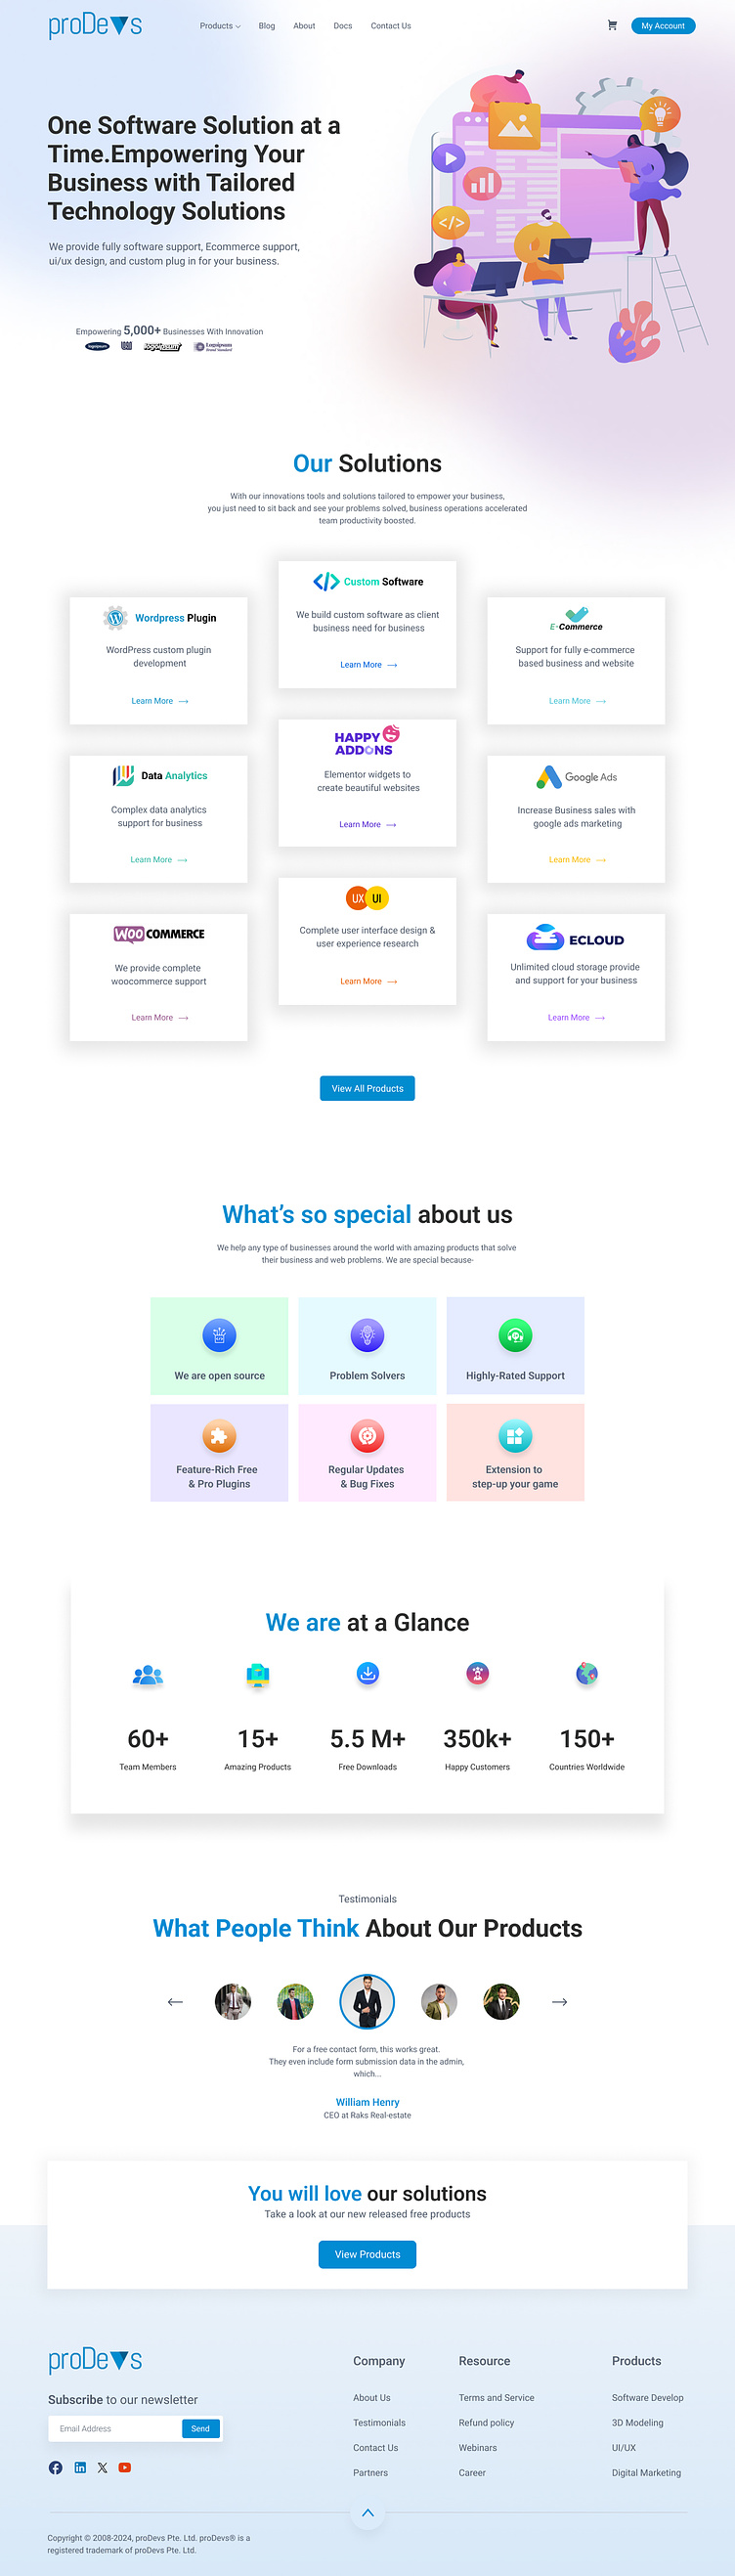 proDevs
Products
Blog
About
Docs
Contact Us
My Account
One Software Solution at a
Time.Empowering Your
Business with Tailored
Technology Solutions
We provide fully software support, Ecommerce support,
ui/ux design, and custom plug in for your business.
Empowering 5,000+ Businesses With Innovation
logoipsum
Logoipsum
Our Solutions
With our innovations tools and solutions tailored to empower your business,
you just need to sit back and see your problems solved, business operations accelerated
team productivity boosted.
Wordpress Plugin
WordPress custom plugin
development
Learn More
Custom Software
We build custom software as client
business need for business
Learn More
E-Commerce
Support for fully e-commerce
based business and website
Learn More
Data Analytics
Complex data analytics
support for business
Learn More
HAPPY
ADDONS
Elementor widgets to
create beautiful websites
Learn More
Google Ads
Increase Business sales with
google ads marketing
Learn More
WOO COMMERCE
We provide complete
woocommerce support
Learn More
UX UI
Complete user interface design &
user experience research
Learn More
ECLOUD
Unlimited cloud storage provide
and support for your business
Learn More
View All Products
What's so special about us
We help any type of businesses around the world with amazing products that solve
their business and web problems. We are special because-
We are open source
Problem Solvers
Highly-Rated Support
Feature-Rich Free
& Pro Plugins
Regular Updates
& Bug Fixes
Extension to
step-up your game
We are at a Glance
60+
Team Members
15+
Amazing Products
5.5 M+
Free Downloads
350k+
Happy Customers
150+
Countries Worldwide
Testimonials
What People Think About Our Products
For a free contact form, this works great.
They even include form submission data in the admin,
which...
William Henry
CEO at Raks Real-estate
You will love our solutions
Take a look at our new released free products
View Products
proDevs
Subscribe to our newsletter
Email Address
Send
Company
About Us
Testimonials
Contact Us
Partners
Resource
Terms and Service
Refund policy
Webinars
Career
Products
Software Develop
3D Modeling
UI/UX
Digital Marketing
Copyright © 2008-2024, proDevs Pte. Ltd. proDevs® is a
registered trademark of proDevs Pte. Ltd.